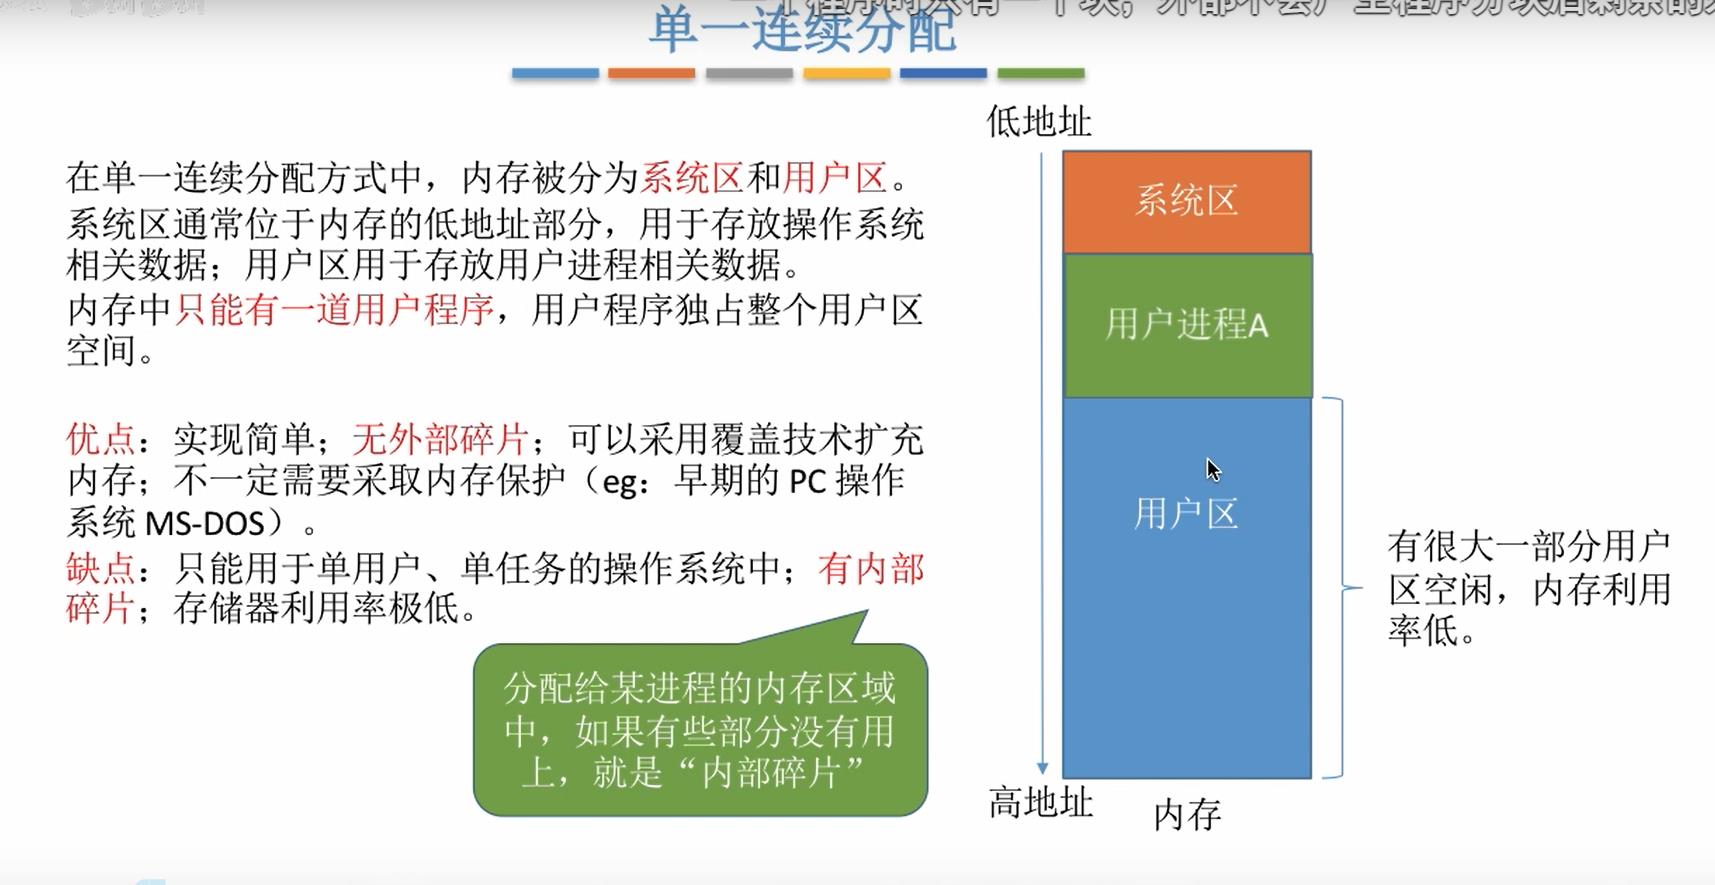 单一连续分配
在单一连续分配方式中，内存被分为系统区和用户区。
系统区通常位于内存的低地址部分，用于存放操作系统
相关数据；用户区用于存放用户进程相关数据。
内存中只能有一道用户程序，用户程序独占整个用户区
空间。
优点：实现简单；无外部碎片；可以采用覆盖技术扩充
内存；不一定需要采取内存保护（eg：早期的 PC 操作
系统 MS-DOS）。
缺点：只能用于单用户、单任务的操作系统中；有内部
碎片；存储器利用率极低。
分配给某进程的内存区域
中，如果有些部分没有用
上，就是“内部碎片”
低地址
系统区
用户进程A
用户区
高地址
内存
有很大一部分用户
区空闲，内存利用
率低。